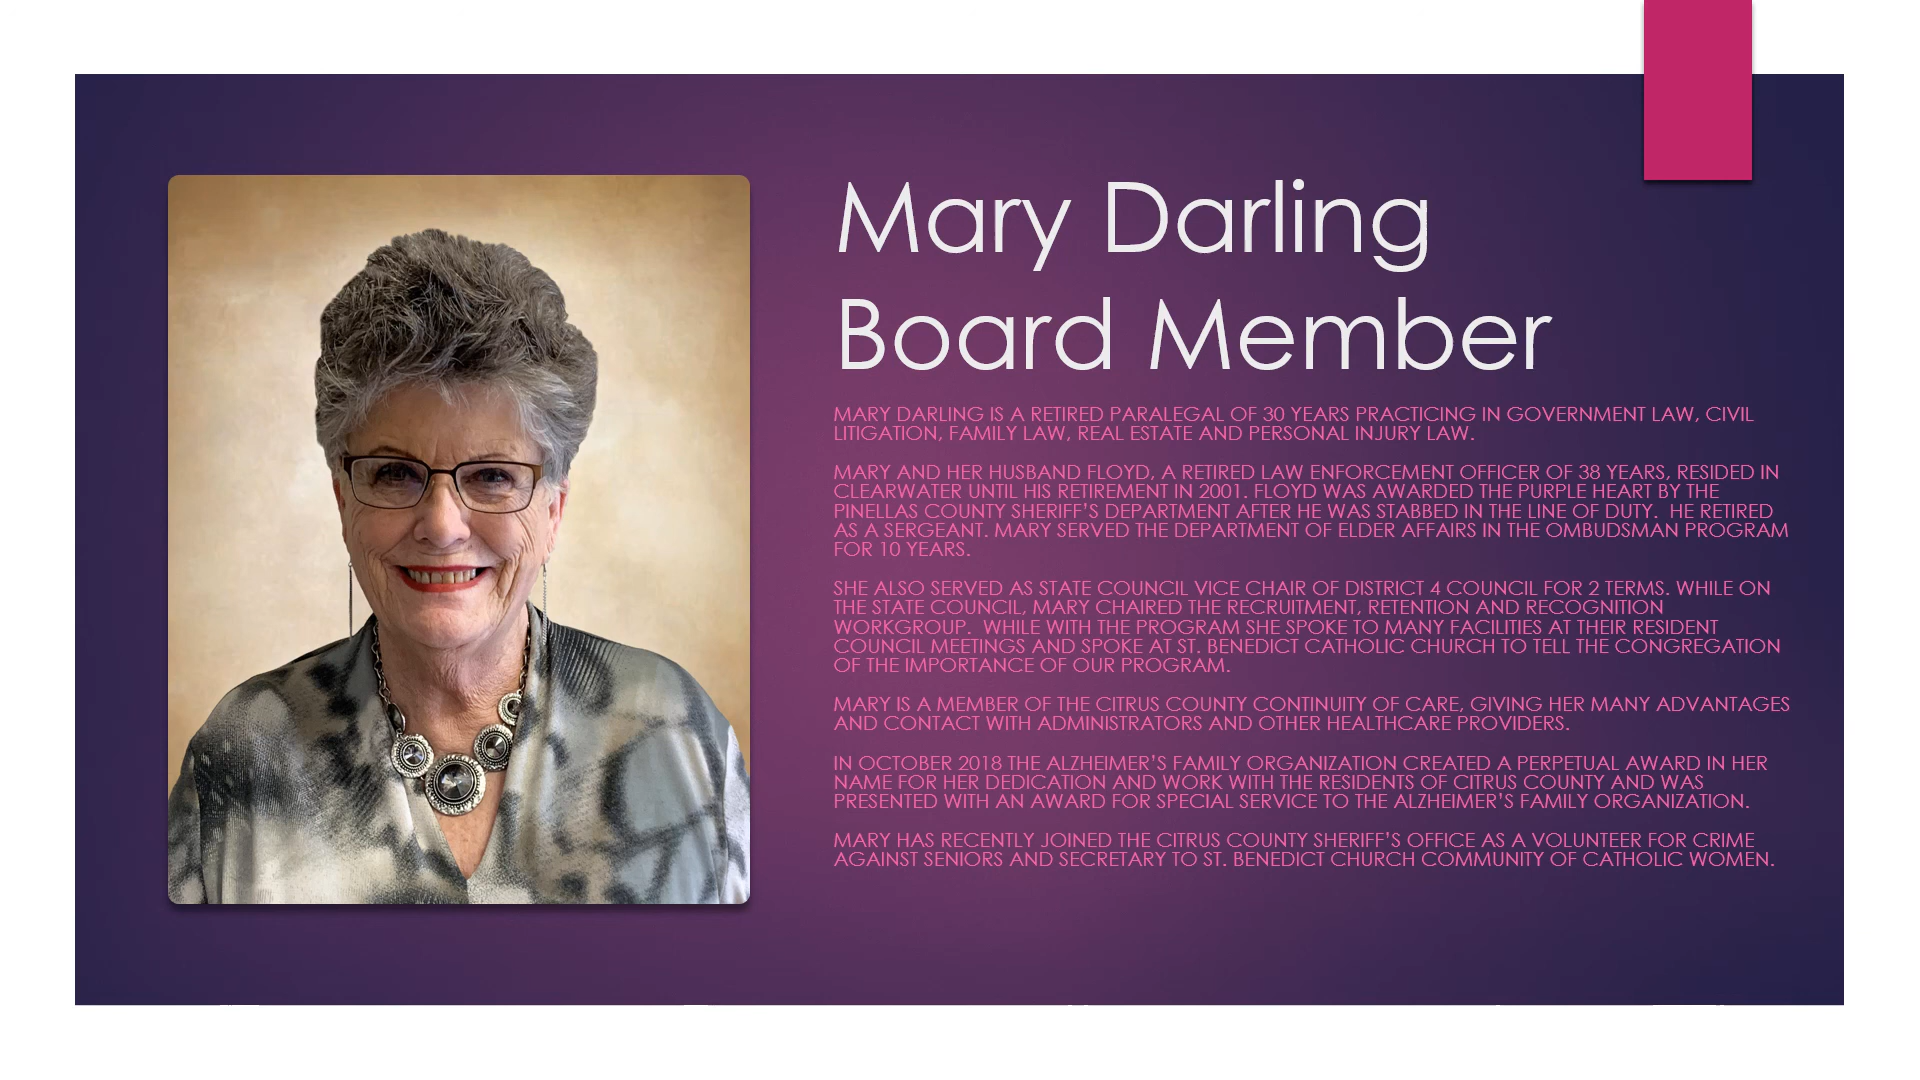 Mary Darling
Board Member
MARY DARLING IS A RETIRED PARALEGAL OF 30 YEARS PRACTICING IN GOVERNMENT LAW, CIVIL
LITIGATION, FAMILY LAW, REAL ESTATE AND PERSONAL INJURY LAW.
MARY AND HER HUSBAND FLOYD, A RETIRED LAW ENFORCEMENT OFFICER OF 38 YEARS, RESIDED IN
CLEARWATER UNTIL HIS RETIREMENT IN 2001. FLOYD WAS AWARDED THE PURPLE HEART BY THE
PINELLAS COUNTY SHERIFF’S DEPARTMENT AFTER HE WAS STABBED IN THE LINE OF DUTY.  HE RETIRED
AS A SERGEANT. MARY SERVED THE DEPARTMENT OF ELDER AFFAIRS IN THE OMBUDSMAN PROGRAM
FOR 10 YEARS.
SHE ALSO SERVED AS STATE COUNCIL VICE CHAIR OF DISTRICT 4 COUNCIL FOR 2 TERMS. WHILE ON
THE STATE COUNCIL, MARY CHAIRED THE RECRUITMENT, RETENTION AND RECOGNITION
WORKGROUP.  WHILE WITH THE PROGRAM SHE SPOKE TO MANY FACILITIES AT THEIR RESIDENT
COUNCIL MEETINGS AND SPOKE AT ST. BENEDICT CATHOLIC CHURCH TO TELL THE CONGREGATION
OF THE IMPORTANCE OF OUR PROGRAM.
MARY IS A MEMBER OF THE CITRUS COUNTY CONTINUITY OF CARE, GIVING HER MANY ADVANTAGES
AND CONTACT WITH ADMINISTRATORS AND OTHER HEALTHCARE PROVIDERS.
IN OCTOBER 2018 THE ALZHEIMER’S FAMILY ORGANIZATION CREATED A PERPETUAL AWARD IN HER
NAME FOR HER DEDICATION AND WORK WITH THE RESIDENTS OF CITRUS COUNTY AND WAS
PRESENTED WITH AN AWARD FOR SPECIAL SERVICE TO THE ALZHEIMER’S FAMILY ORGANIZATION.
MARY HAS RECENTLY JOINED THE CITRUS COUNTY SHERIFF’S OFFICE AS A VOLUNTEER FOR CRIME
AGAINST SENIORS AND SECRETARY TO ST. BENEDICT CHURCH COMMUNITY OF CATHOLIC WOMEN.